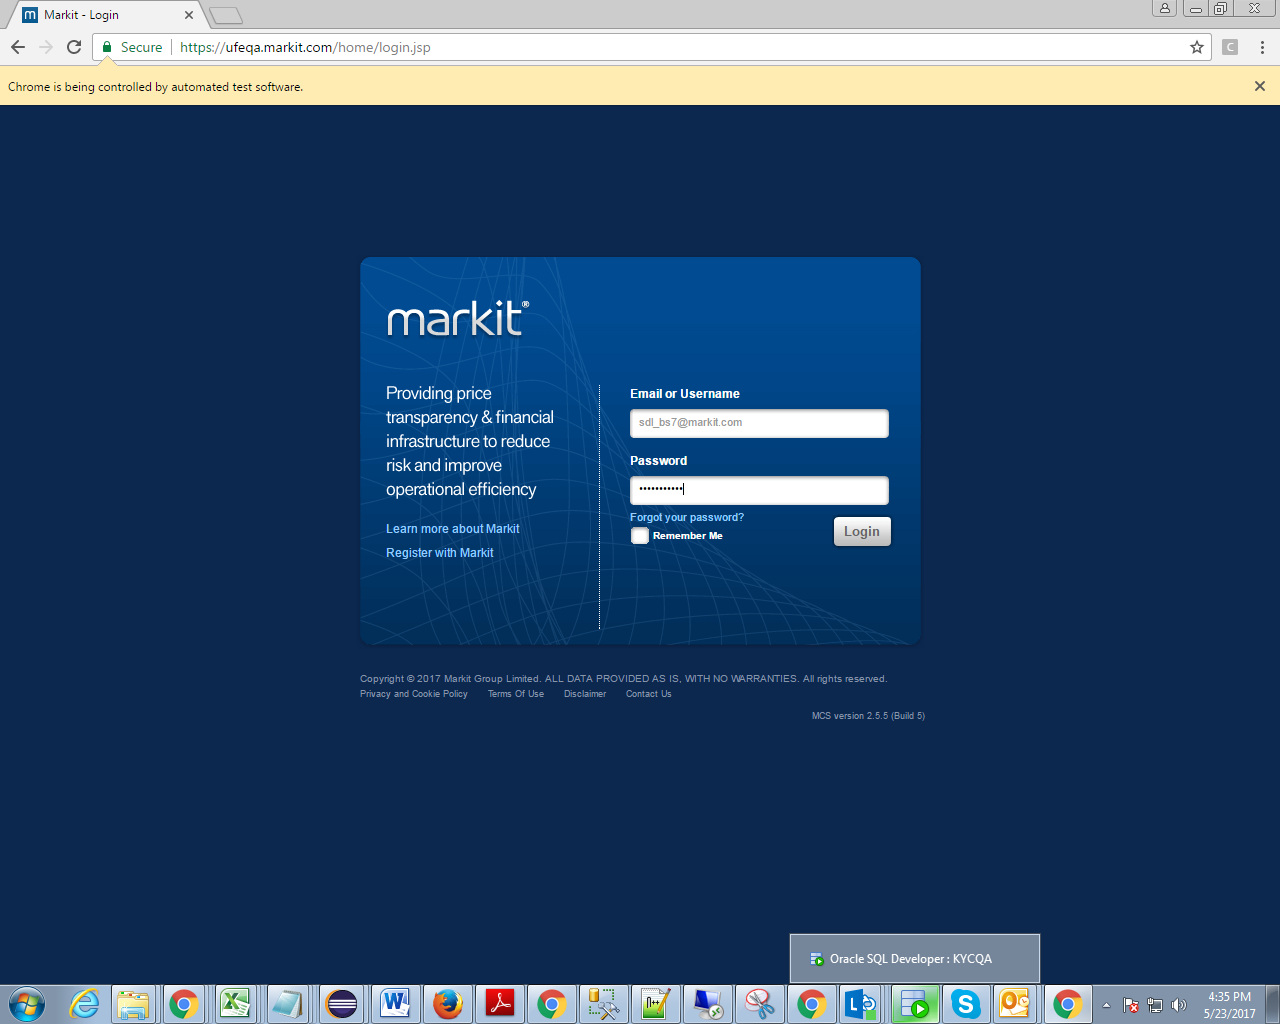 Markit - Login
Secure
https://ufeqa.markit.com/home/login.jsp
C
Chrome is being controlled by automated test software.
markit®
Providing price
transparency & financial
infrastructure to reduce
risk and improve
operational efficiency
Learn more about Markit
Register with Markit
Email or Username
sdl_bs7@markit.com
Password
•••••••••••
Forgot your password?
Remember Me
Login
Copyright © 2017 Markit Group Limited. ALL DATA PROVIDED AS IS, WITH NO WARRANTIES. All rights reserved.
Privacy and Cookie Policy Terms Of Use Disclaimer Contact Us
MCS version 2.5.5 (Build 5)
Oracle SQL Developer : KYCQA
4:35 PM
5/23/2017